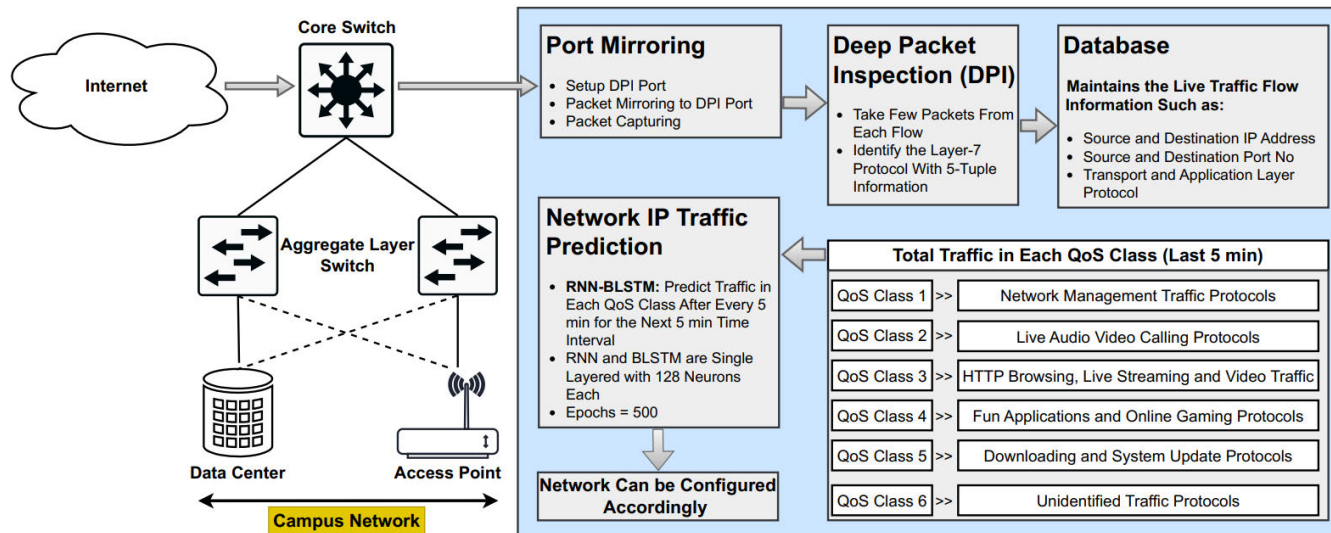 Core Switch
Internet
Aggregate Layer
Switch
Data Center
Access Point
Campus Network
Port Mirroring
• Setup DPI Port
• Packet Mirroring to DPI Port
• Packet Capturing
Deep Packet
Inspection (DPI)
• Take Few Packets From
Each Flow
• Identify the Layer-7
Protocol With 5-Tuple
Information
Database
Maintains the Live Traffic Flow
Information Such as:
• Source and Destination IP Address
• Source and Destination Port No
• Transport and Application Layer
Protocol
Total Traffic in Each QoS Class (Last 5 min)
QoS Class 1 >> Network Management Traffic Protocols
QoS Class 2 >> Live Audio Video Calling Protocols
QoS Class 3 >> HTTP Browsing, Live Streaming and Video Traffic
QoS Class 4 >> Fun Applications and Online Gaming Protocols
QoS Class 5 >> Downloading and System Update Protocols
QoS Class 6 >> Unidentified Traffic Protocols
Network IP Traffic
Prediction
• RNN-BLSTM: Predict Traffic in
Each QoS Class After Every 5
min for the Next 5 min Time
Interval
• RNN and BLSTM are Single
Layered with 128 Neurons
Each
• Epochs = 500
Network Can be Configured
Accordingly